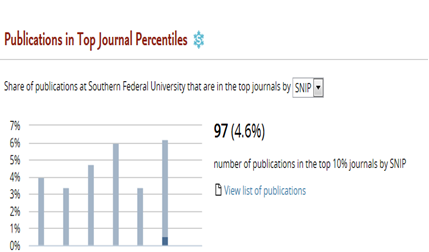 Publications in Top Journal Percentiles
Share of publications at Southern Federal University that are in the top journals by SNIP
7%
6%
5%
4%
3%
2%
1%
0%
97 (4.6%)
number of publications in the top 10% journals by SNIP
View list of publications